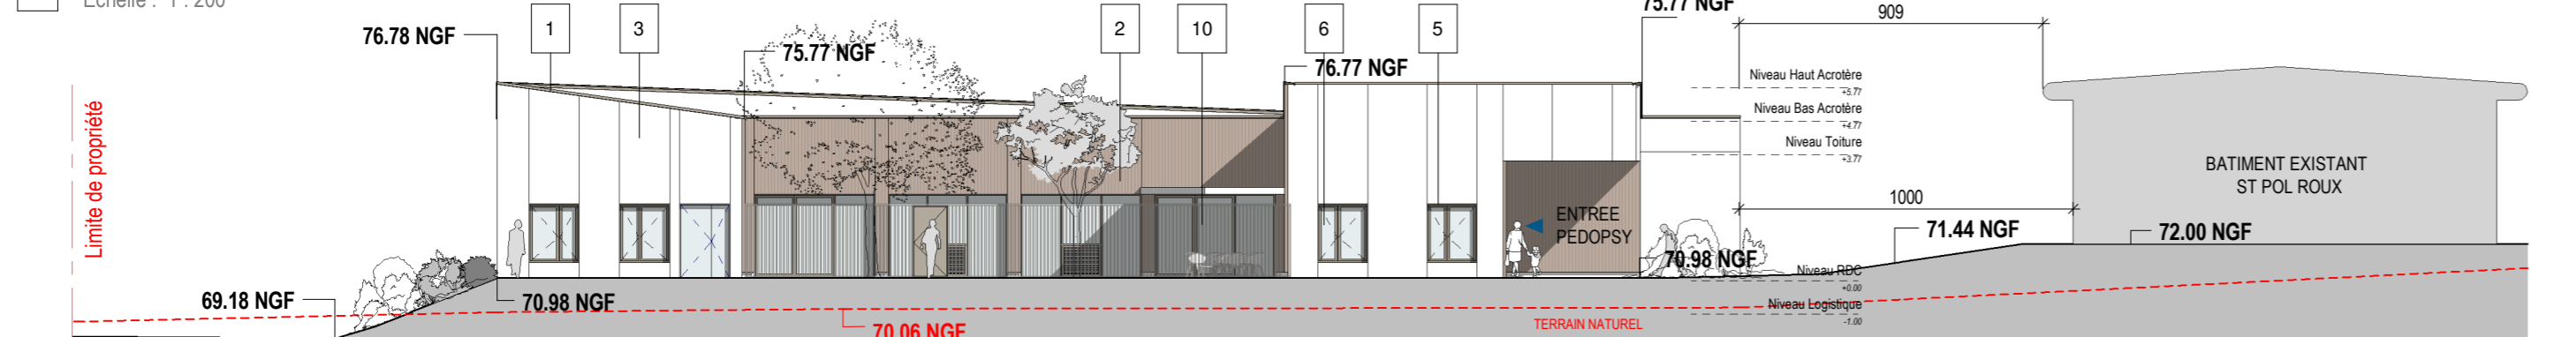 Echelle : 1 : 200
76.78 NGF
1
3
75.77 NGF
2
10
76.77 NGF
6
5
75.77 NGF
909
Niveau Haut Acrotère
+5.77
Niveau Bas Acrotère
+4.77
Niveau Toiture
+3.77
Limite de propriété
BATIMENT EXISTANT
ST POL ROUX
1000
ENTREE
PEDOPSY
71.44 NGF
72.00 NGF
70.98 NGF
Niveau RDC
+0.00
69.18 NGF
70.98 NGF
Niveau Logistique
-1.00
70.06 NGF
TERRAIN NATUREL